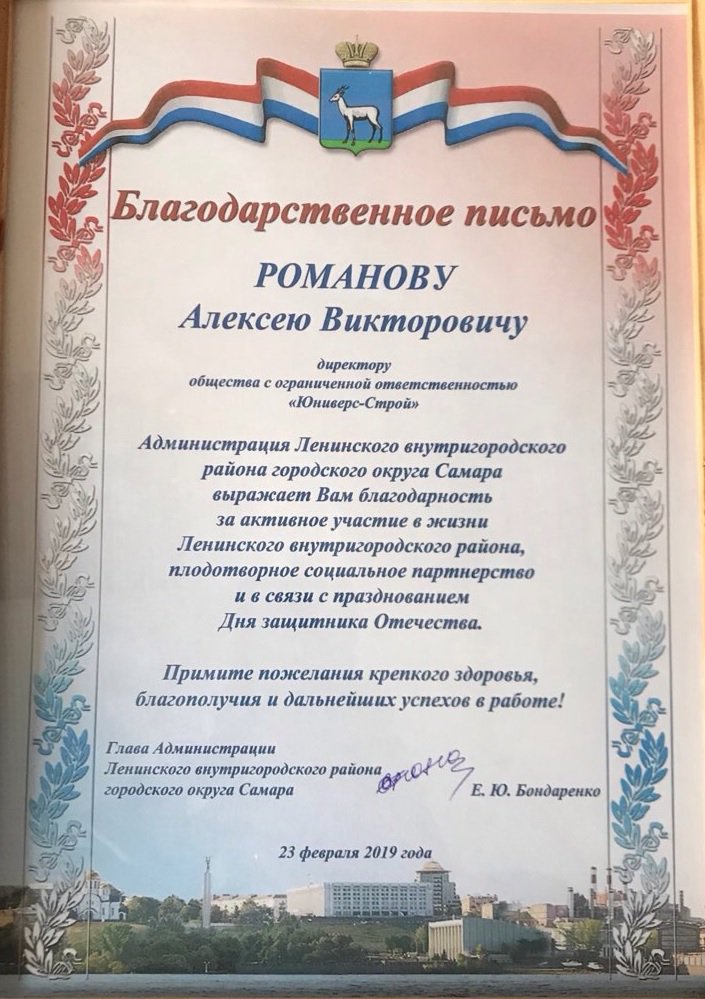 Благодарственное письмо
РОМАНОВУ
Алексею Викторовичу
директору
общества с ограниченной ответственностью
«Юниверс-Строй»
Администрация Ленинского внутригородского
района городского округа Самара
выражает Вам благодарность
за активное участие в жизни
Ленинского внутригородского района,
плодотворное социальное партнерство
и в связи с празднованием
Дня защитника Отечества.
Примите пожелания крепкого здоровья,
благополучия и дальнейших успехов в работе!
Глава Администрации
Ленинского внутригородского района
городского округа Самара
Е. Ю. Бондаренко
23 февраля 2019 года